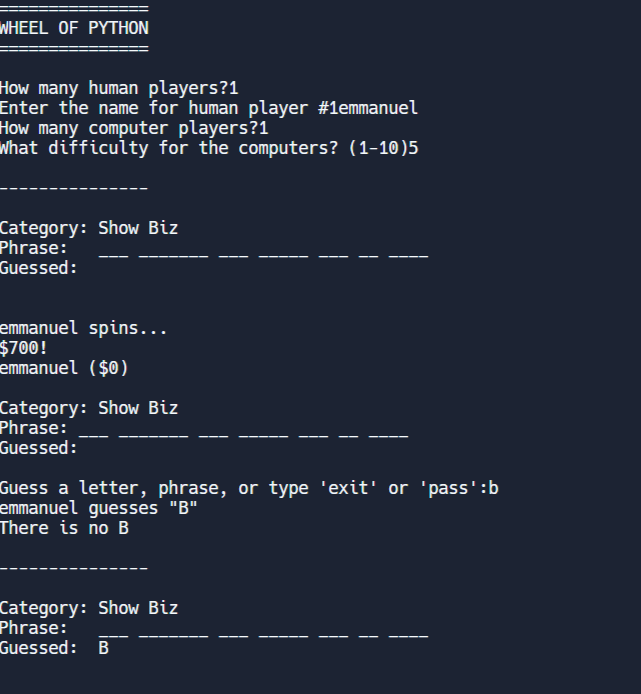 ===============
WHEEL OF PYTHON
===============
How many human players?1
Enter the name for human player #1emmanuel
How many computer players?1
What difficulty for the computers? (1-10)5
---------------
Category: Show Biz
Phrase:   ___ _______ ___ _____ ___ __ ____
Guessed:
emmanuel spins...
$700!
emmanuel ($0)
Category: Show Biz
Phrase: ___ _______ ___ _____ ___ __ ____
Guessed:
Guess a letter, phrase, or type 'exit' or 'pass':b
emmanuel guesses "B"
There is no B
---------------
Category: Show Biz
Phrase:   ___ _______ ___ _____ ___ __ ____
Guessed:  B